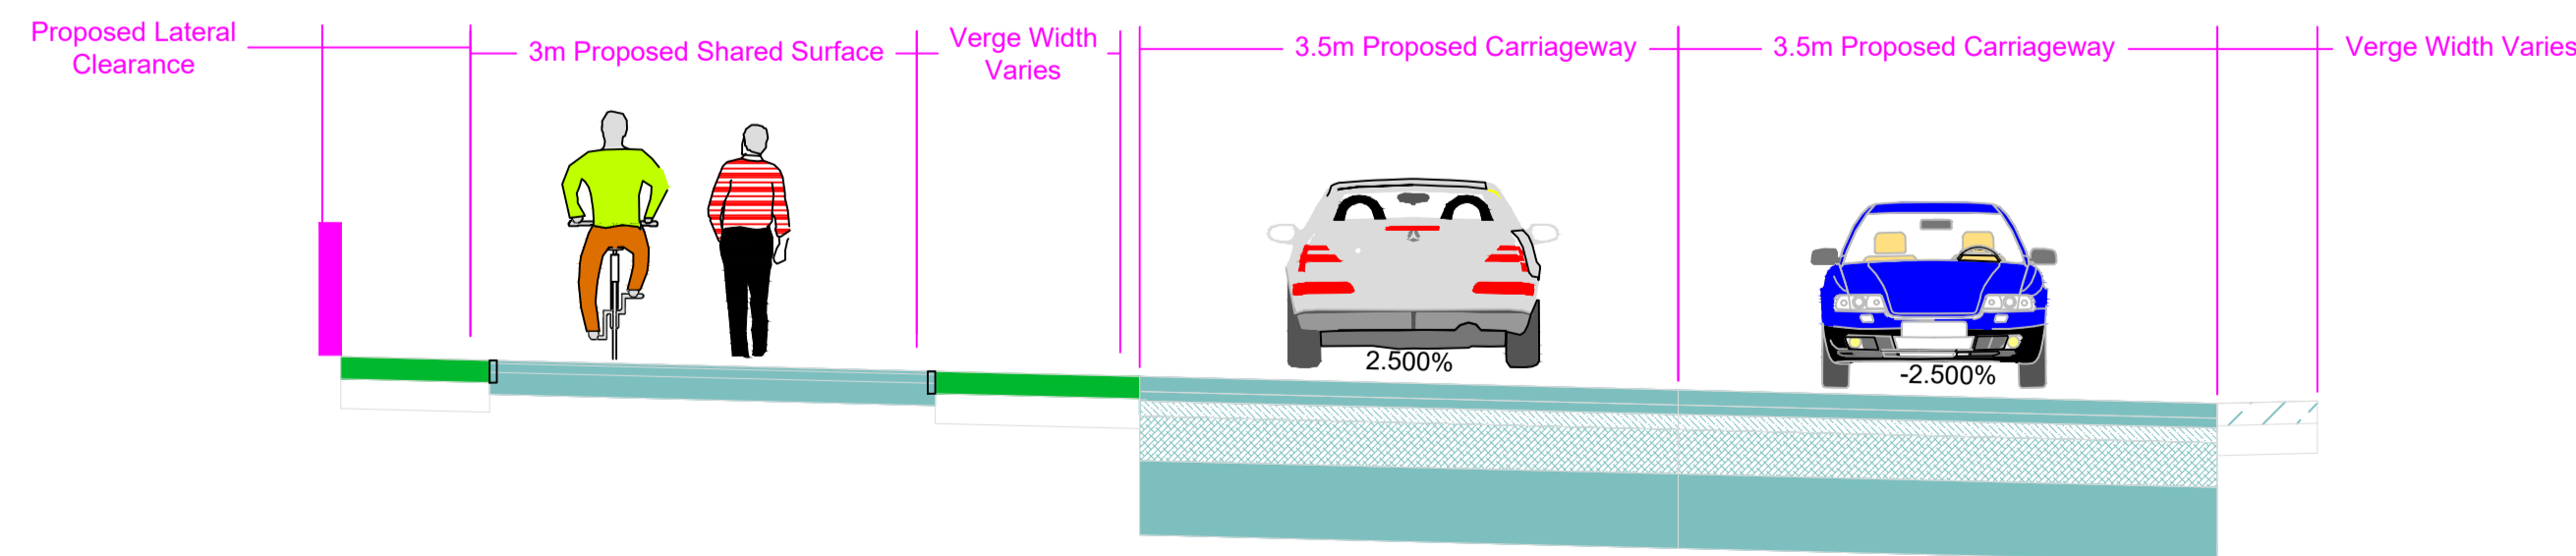 Proposed Lateral
Clearance
3m Proposed Shared Surface
Verge Width
Varies
3.5m Proposed Carriageway
3.5m Proposed Carriageway
Verge Width Varies
2.500%
-2.500%